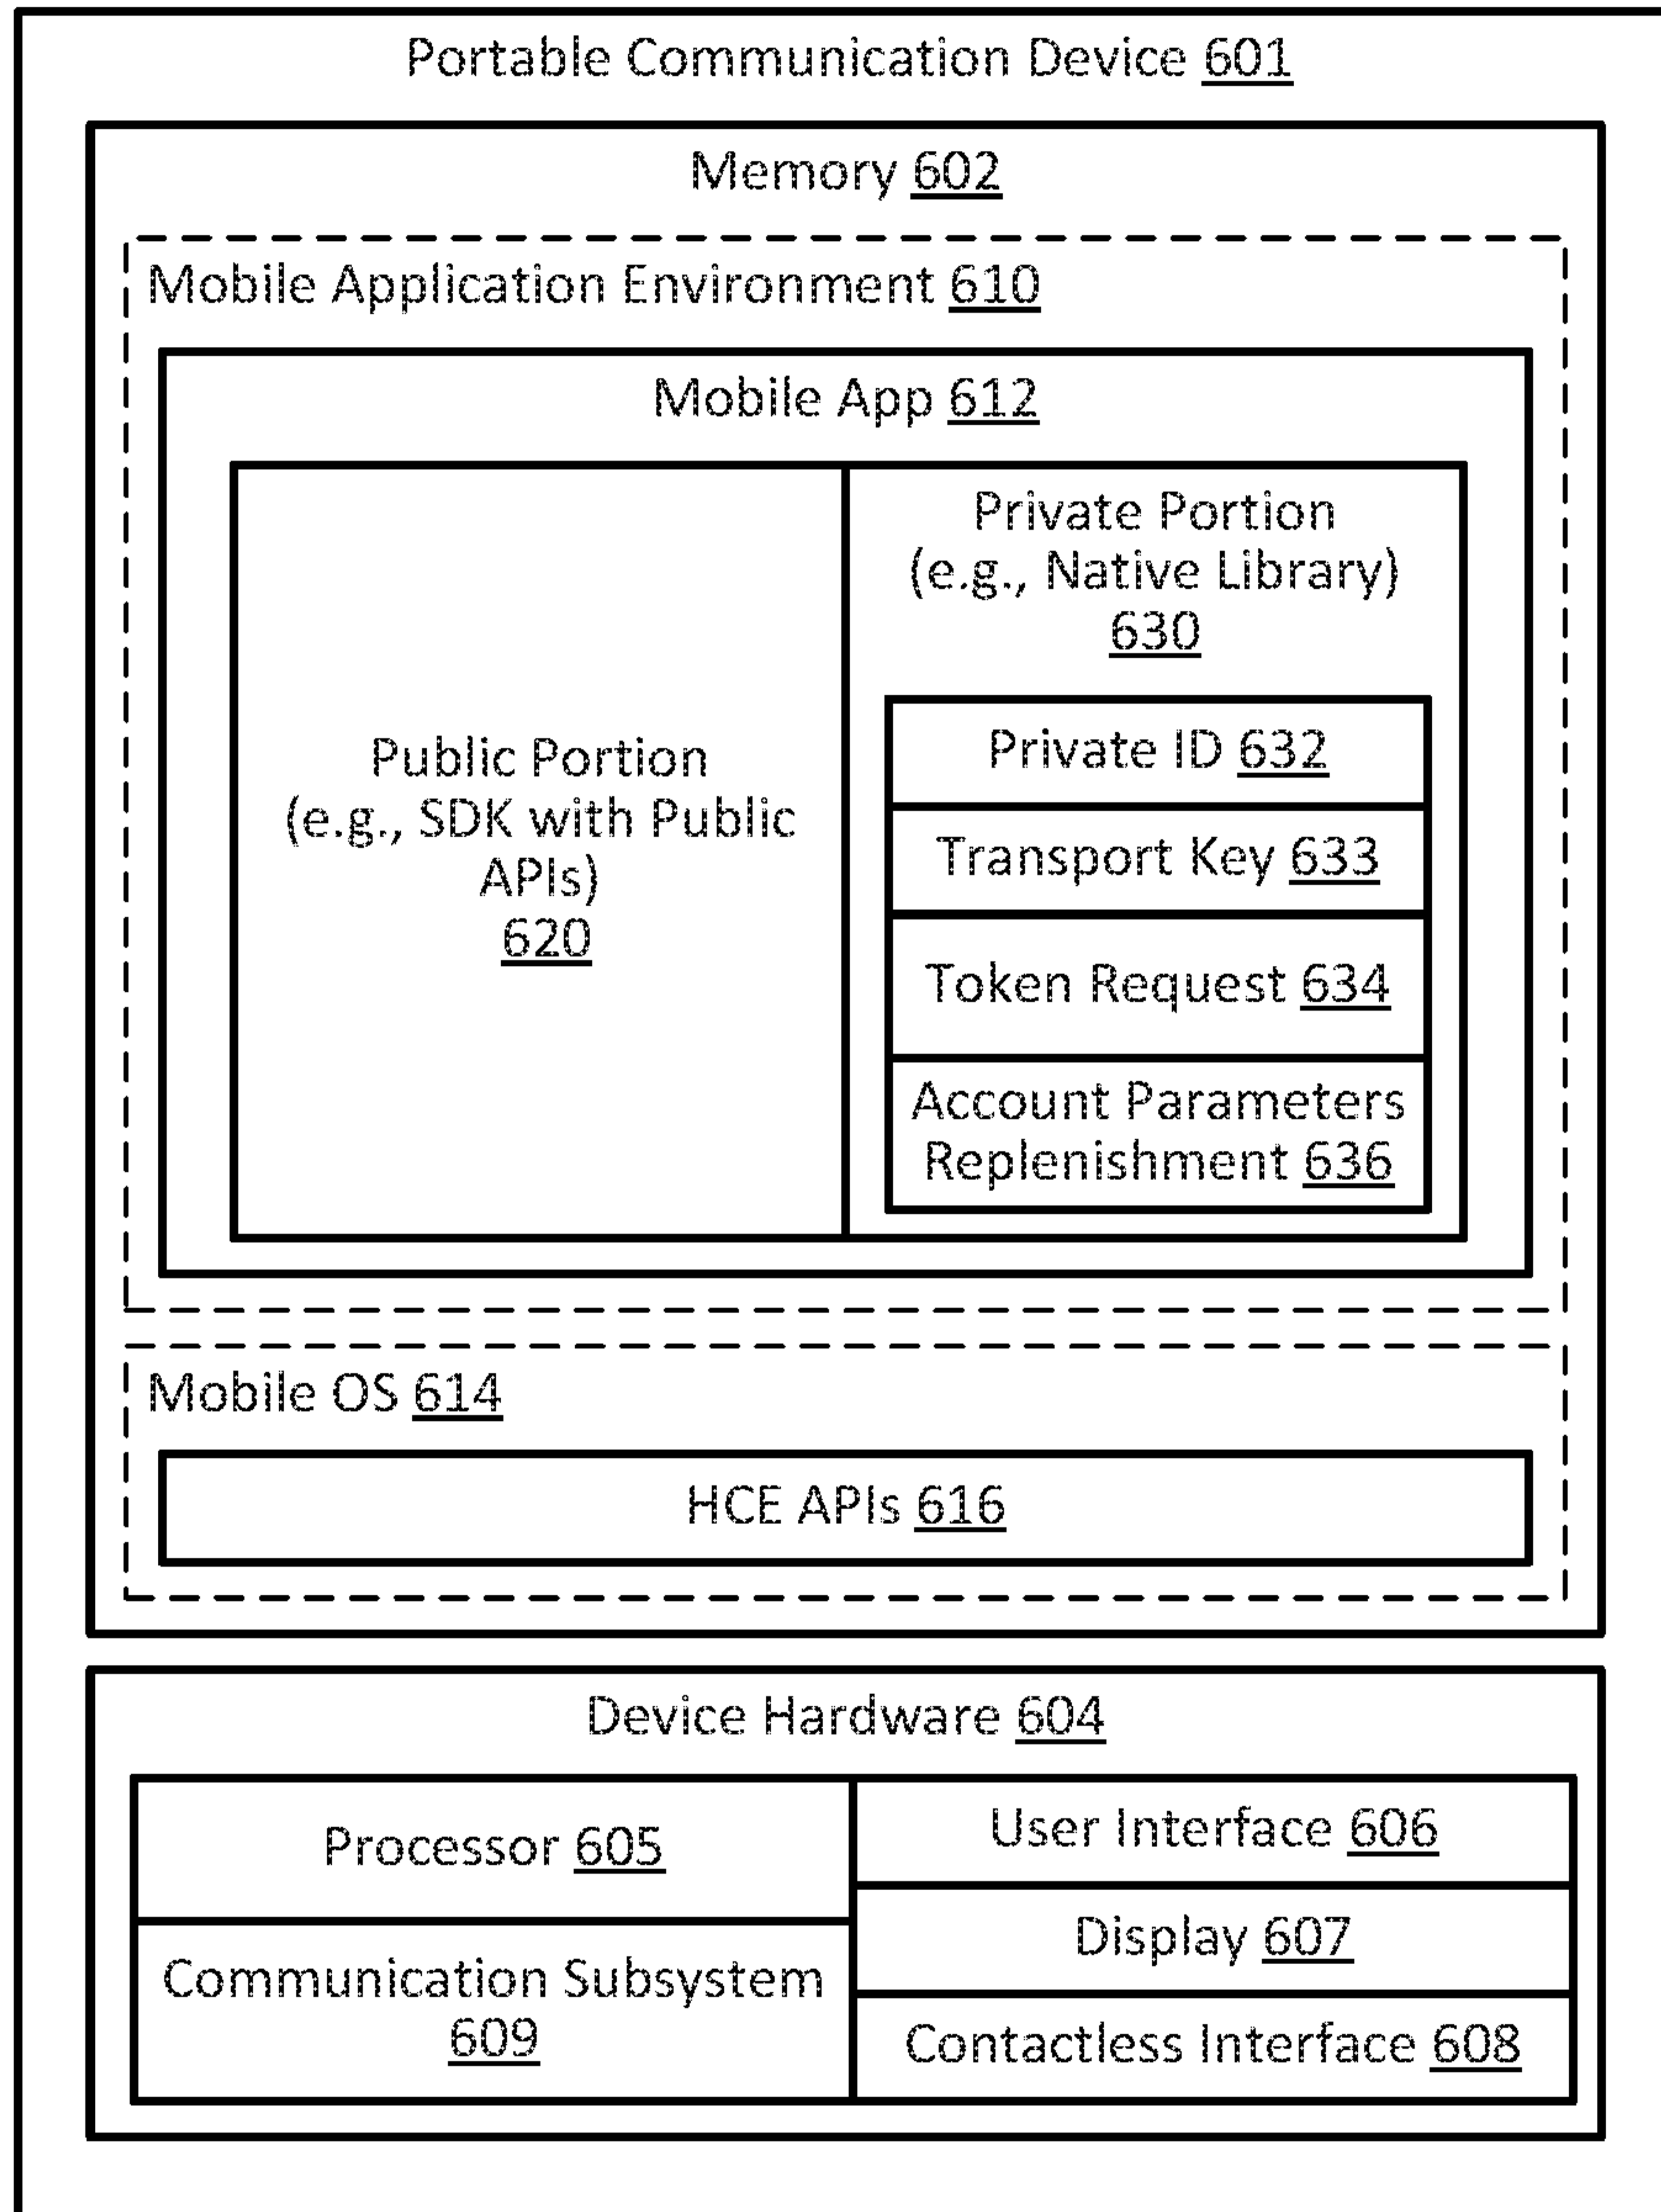 Portable Communication Device 601
Memory 602
Mobile Application Environment 610
Mobile App 612
Public Portion
(e.g., SDK with Public
APIs)
620
Private Portion
(e.g., Native Library)
630
Private ID 632
Transport Key 633
Token Request 634
Account Parameters
Replenishment 636
Mobile OS 614
HCE APIs 616
Device Hardware 604
Processor 605
Communication Subsystem
609
User Interface 606
Display 607
Contactless Interface 608